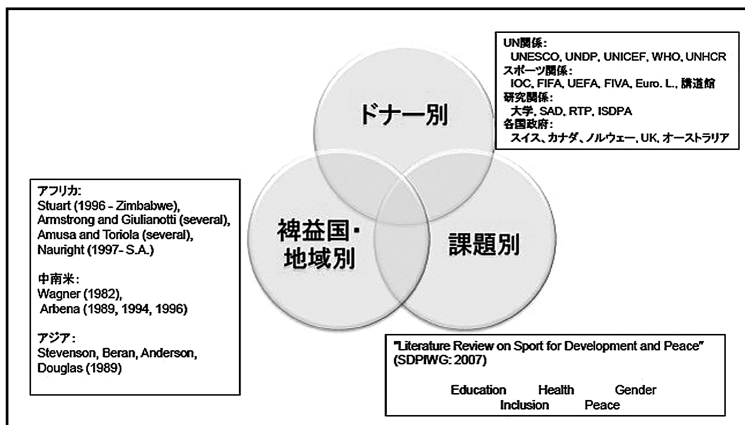 ドナー別
裨益国・
地域別
課題別
UN関係：
UNESCO, UNDP, UNICEF, WHO, UNHCR
スポーツ関係：
IOC, FIFA, UEFA, FIVA, Euro. L., 講道館
研究関係：
大学, SAD, RTP, ISDPA
各国政府：
スイス、カナダ、ノルウェー、UK、オーストラリア
アフリカ：
Stuart (1996 - Zimbabwe),
Armstrong and Giulianotti (several),
Amusa and Toriola (several),
Nauright (1997- S.A.)
中南米：
Wagner (1982),
Arbena (1989, 1994, 1996)
アジア：
Stevenson, Beran, Anderson,
Douglas (1989)
"Literature Review on Sport for Development and Peace"
(SDPIWG: 2007)
Education Health Gender
Inclusion Peace